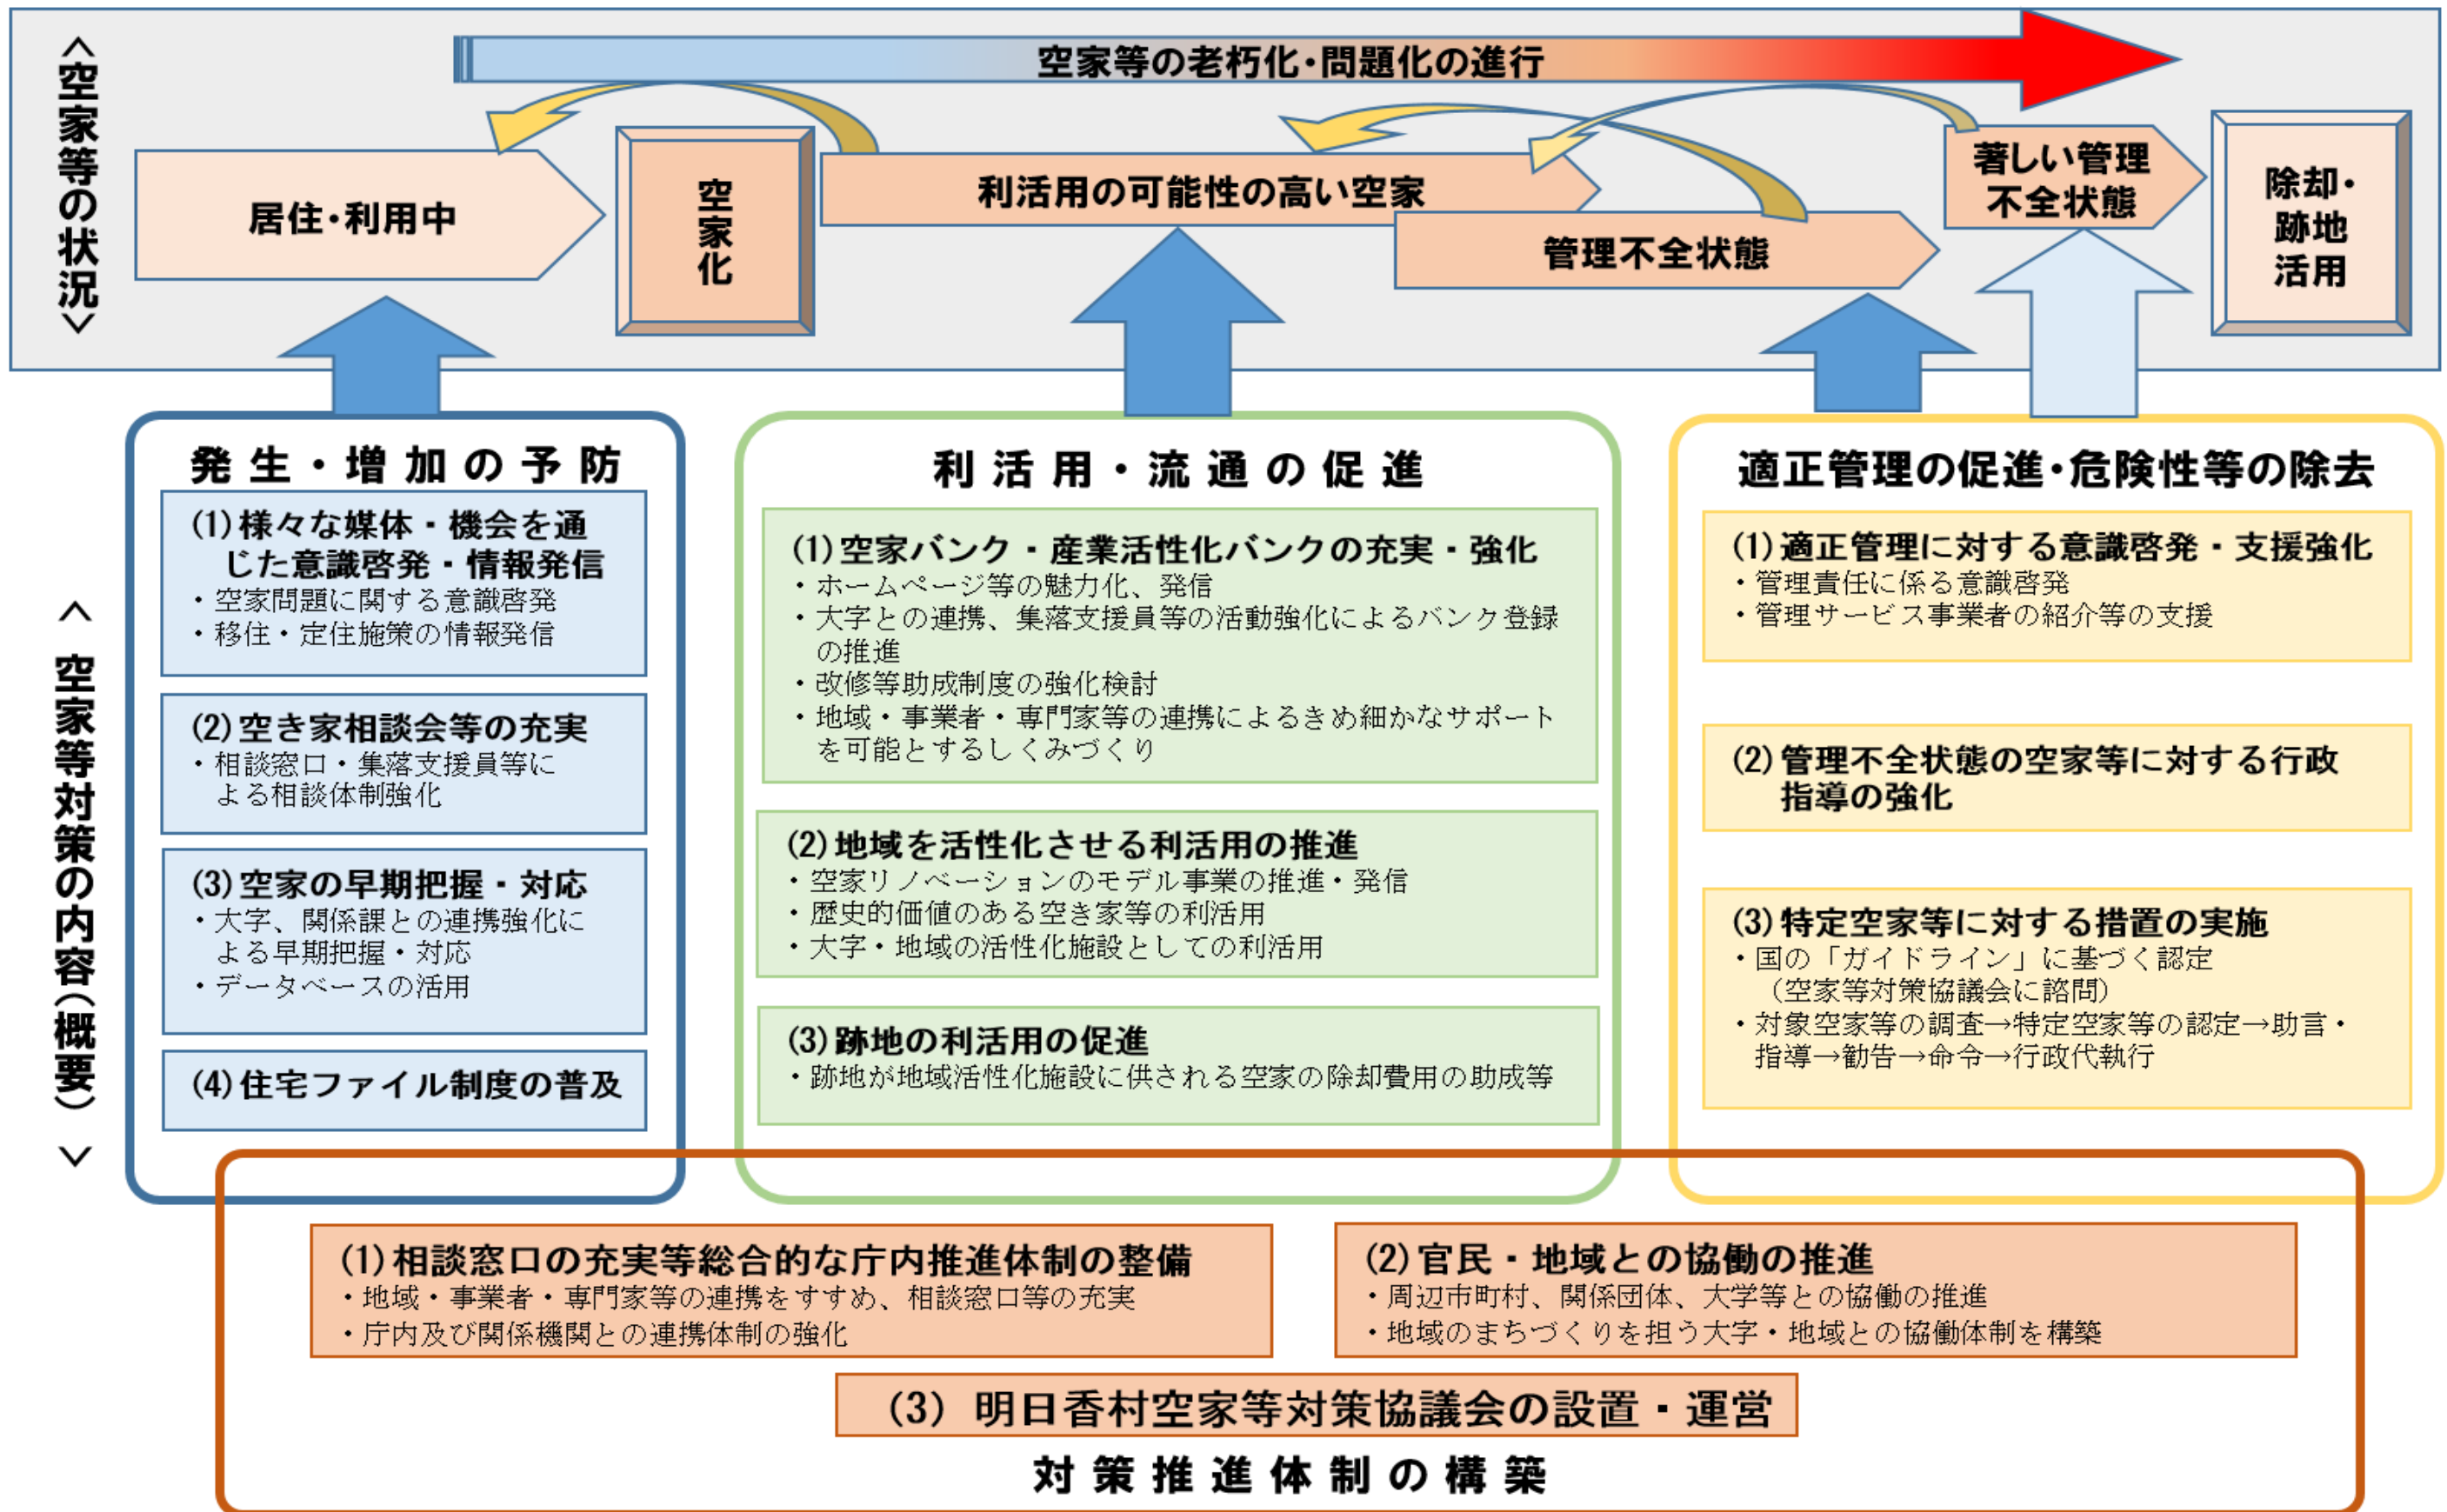 ＜空家等の状況＞
空家等の老朽化・問題化の進行
居住・利用中
空家化
利活用の可能性の高い空家
管理不全状態
著しい管理
不全状態
除却・
跡地
活用
＜空家等対策の内容（概要）＞
発生・増加の予防
(1)様々な媒体・機会を通
じた意識啓発・情報発信
・空家問題に関する意識啓発
・移住・定住施策の情報発信
(2)空き家相談会等の充実
・相談窓口・集落支援員等に
よる相談体制強化
(3)空家の早期把握・対応
・大字、関係課との連携強化に
よる早期把握・対応
・データベースの活用
(4)住宅ファイル制度の普及
利活用・流通の促進
(1)空家バンク・産業活性化バンクの充実・強化
・ホームページ等の魅力化、発信
・大字との連携、集落支援員等の活動強化によるバンク登録
の推進
・改修等助成制度の強化検討
・地域・事業者・専門家等の連携によるきめ細かなサポート
を可能とするしくみづくり
(2)地域を活性化させる利活用の推進
・空家リノベーションのモデル事業の推進・発信
・歴史的価値のある空き家等の利活用
・大字・地域の活性化施設としての利活用
(3)跡地の利活用の促進
・跡地が地域活性化施設に供される空家の除却費用の助成等
適正管理の促進・危険性等の除去
(1)適正管理に対する意識啓発・支援強化
・管理責任に係る意識啓発
・管理サービス事業者の紹介等の支援
(2)管理不全状態の空家等に対する行政
指導の強化
(3)特定空家等に対する措置の実施
・国の「ガイドライン」に基づく認定
（空家等対策協議会に諮問）
・対象空家等の調査→特定空家等の認定→助言・
指導→勧告→命令→行政代執行
(1)相談窓口の充実等総合的な庁内推進体制の整備
・地域・事業者・専門家等の連携をすすめ、相談窓口等の充実
・庁内及び関係機関との連携体制の強化
(2)官民・地域との協働の推進
・周辺市町村、関係団体、大学等との協働の推進
・地域のまちづくりを担う大字・地域との協働体制を構築
(3) 明日香村空家等対策協議会の設置・運営
対策推進体制の構築